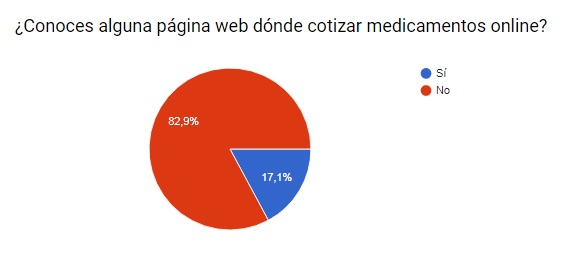 ¿Conoces alguna página web dónde cotizar medicamentos online?
Sí
No
82,9%
17,1%